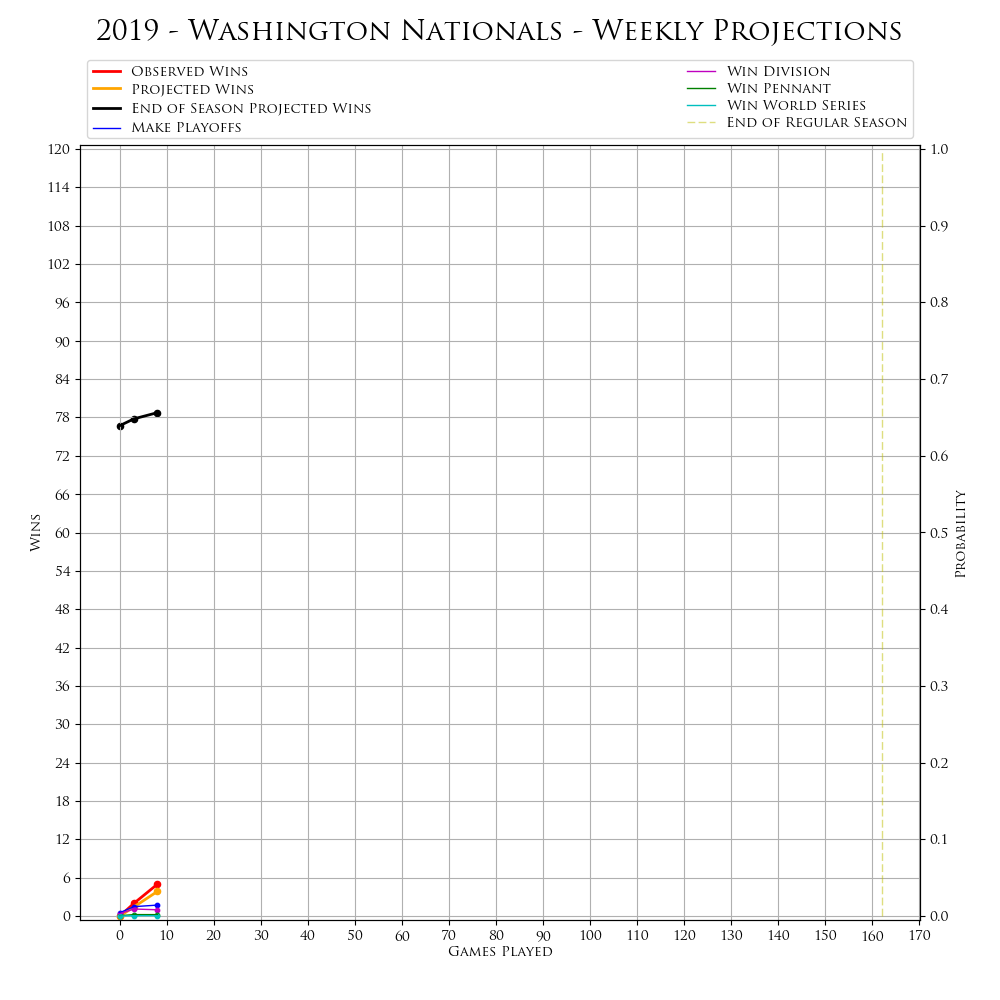 2019 - Washington Nationals - Weekly Projections
Observed Wins
Projected Wins
End of Season Projected Wins
Make Playoffs
Win Division
Win Pennant
Win World Series
End of Regular Season
120
114
108
102
96
90
84
78
72
66
60
54
48
42
36
30
24
18
12
6
0
Wins
1.0
0.9
0.8
0.7
0.6
0.5
0.4
0.3
0.2
0.1
0.0
Probability
0 10 20 30 40 50 60 70 80 90 100 110 120 130 140 150 160 170
Games Played